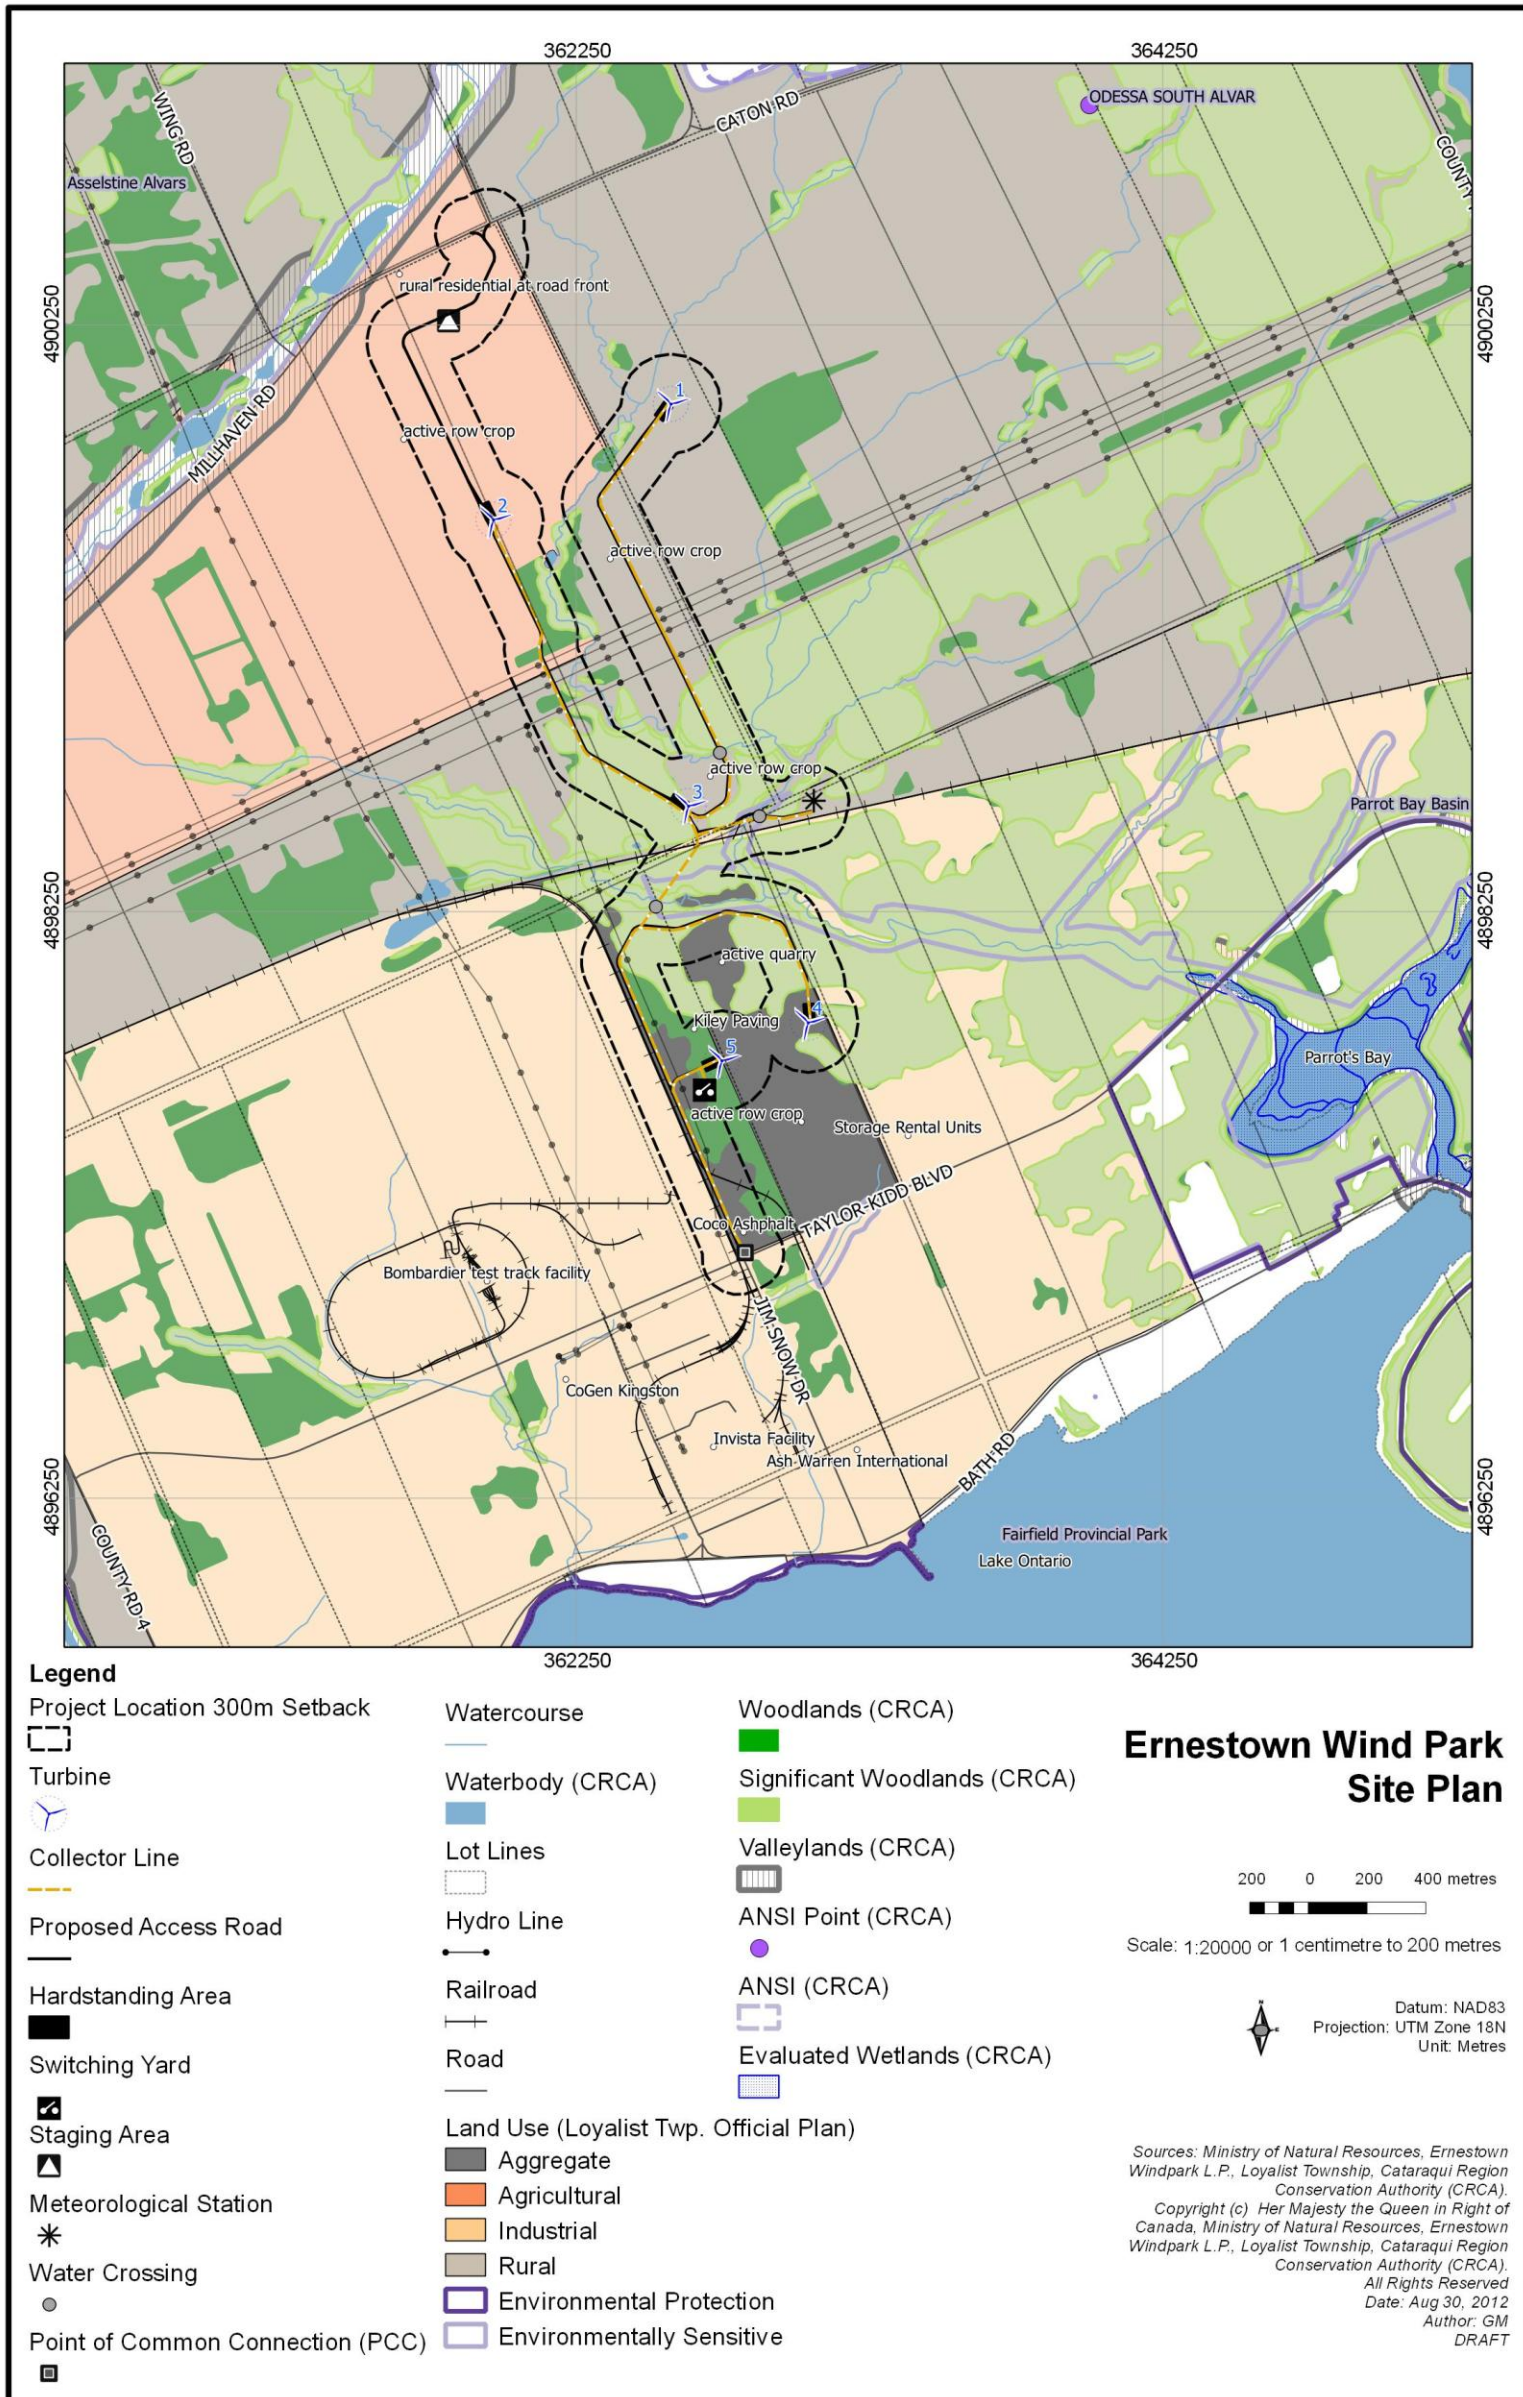 362250
364250
ODESSA SOUTH ALVAR
CATON RD
WING RD
COUNTY
Asselstine Alvars
4900250
4900250
rural residential at road front
1
MILLHAVEN RD
active row crop
2
active row crop
active row crop
3
Parrot Bay Basin
4898250
4898250
active quarry
4
Kiley Paving
5
Parrot's Bay
active row crop
Storage Rental Units
TAYLOR-KIDD BLVD
Coco Ashphalt
Bombardier test track facility
JIM SNOW DR
CoGen Kingston
Invista Facility
Ash Warren International
BATH RD
4896250
4896250
Fairfield Provincial Park
Lake Ontario
COUNTY RD 4
362250
364250
Legend
Project Location 300m Setback
Turbine
Collector Line
Proposed Access Road
Hardstanding Area
Switching Yard
Staging Area
Meteorological Station
Water Crossing
Point of Common Connection (PCC)
Watercourse
Waterbody (CRCA)
Lot Lines
Hydro Line
Railroad
Road
Land Use (Loyalist Twp. Official Plan)
Aggregate
Agricultural
Industrial
Rural
Environmental Protection
Environmentally Sensitive
Woodlands (CRCA)
Significant Woodlands (CRCA)
Valleylands (CRCA)
ANSI Point (CRCA)
ANSI (CRCA)
Evaluated Wetlands (CRCA)
Ernestown Wind Park
Site Plan
200 0 200 400 metres
Scale: 1:20000 or 1 centimetre to 200 metres
Datum: NAD83
Projection: UTM Zone 18N
Unit: Metres
Sources: Ministry of Natural Resources, Ernestown
Windpark L.P., Loyalist Township, Cataraqui Region
Conservation Authority (CRCA).
Copyright (c) Her Majesty the Queen in Right of
Canada, Ministry of Natural Resources, Ernestown
Windpark L.P., Loyalist Township, Cataraqui Region
Conservation Authority (CRCA).
All Rights Reserved
Date: Aug 30, 2012
Author: GM
DRAFT